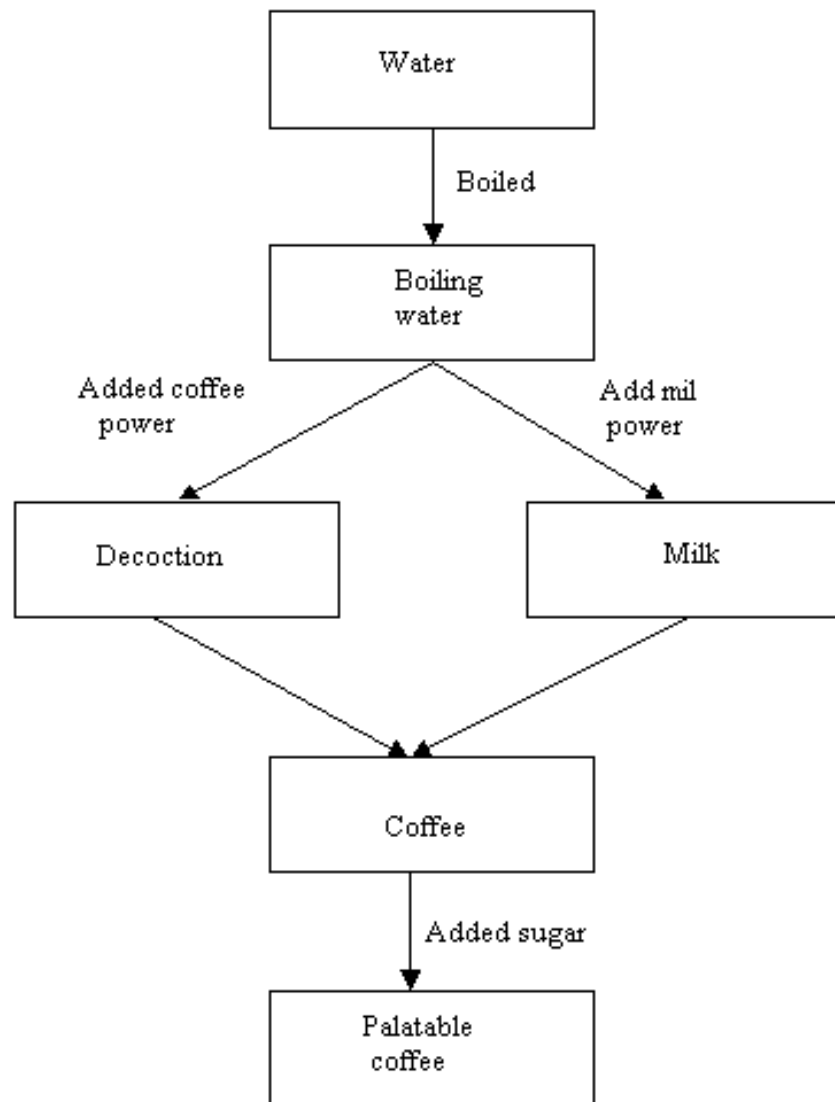 Water
Boiled
Boiling
water
Added coffee
power
Add mil
power
Decoction
Milk
Coffee
Added sugar
Palatable
coffee